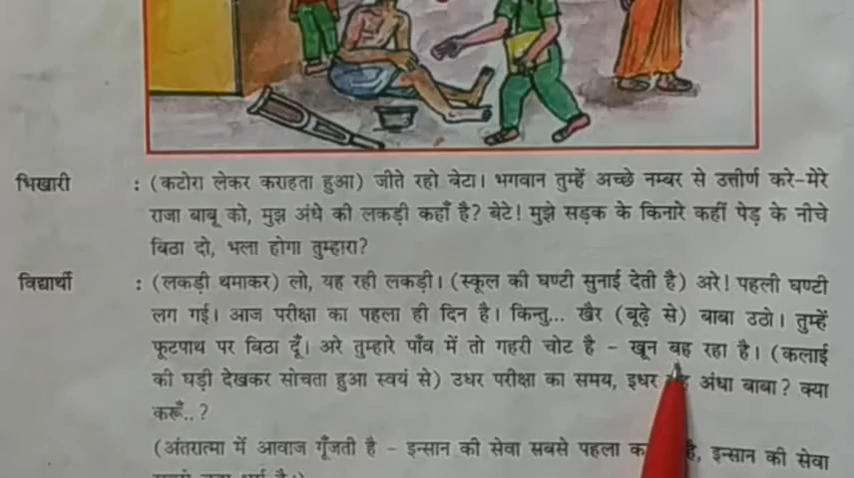 भिखारी : (कटोरा लेकर कराहता हुआ) जीते रहो बेटा। भगवान तुम्हें अच्छे नम्बर से उत्तीर्ण करे-मेरे
राजा बाबू को, मुझ अंधे की लकड़ी कहाँ है? बेटे! मुझे सड़क के किनारे कहीं पेड़ के नीचे
बिठा दो, भला होगा तुम्हारा?
विद्यार्थी : (लकड़ी थमाकर) लो, यह रही लकड़ी। (स्कूल की घण्टी सुनाई देती है) अरे! पहली घण्टी
लग गई। आज परीक्षा का पहला ही दिन है। किन्तु... खैर (बूढ़े से) बाबा उठो। तुम्हें
फूटपाथ पर बिठा दूँ। अरे तुम्हारे पाँव में तो गहरी चोट है - खून बह रहा है। (कलाई
की घड़ी देखकर सोचता हुआ स्वयं से) उधर परीक्षा का समय, इधर अंधा बाबा? क्या
करूँ..?
(अंतरात्मा में आवाज गूँजती है - इन्सान की सेवा सबसे पहला है, इन्सान की सेवा